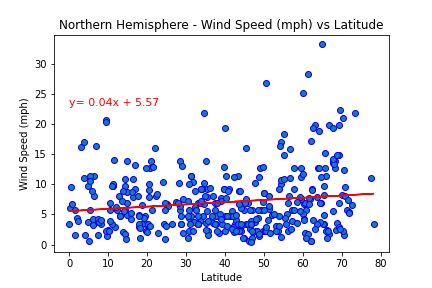 Northern Hemisphere - Wind Speed (mph) vs Latitude
Wind Speed (mph)
30
25
20
15
10
5
0
y= 0.04x + 5.57
0 10 20 30 40 50 60 70 80
Latitude